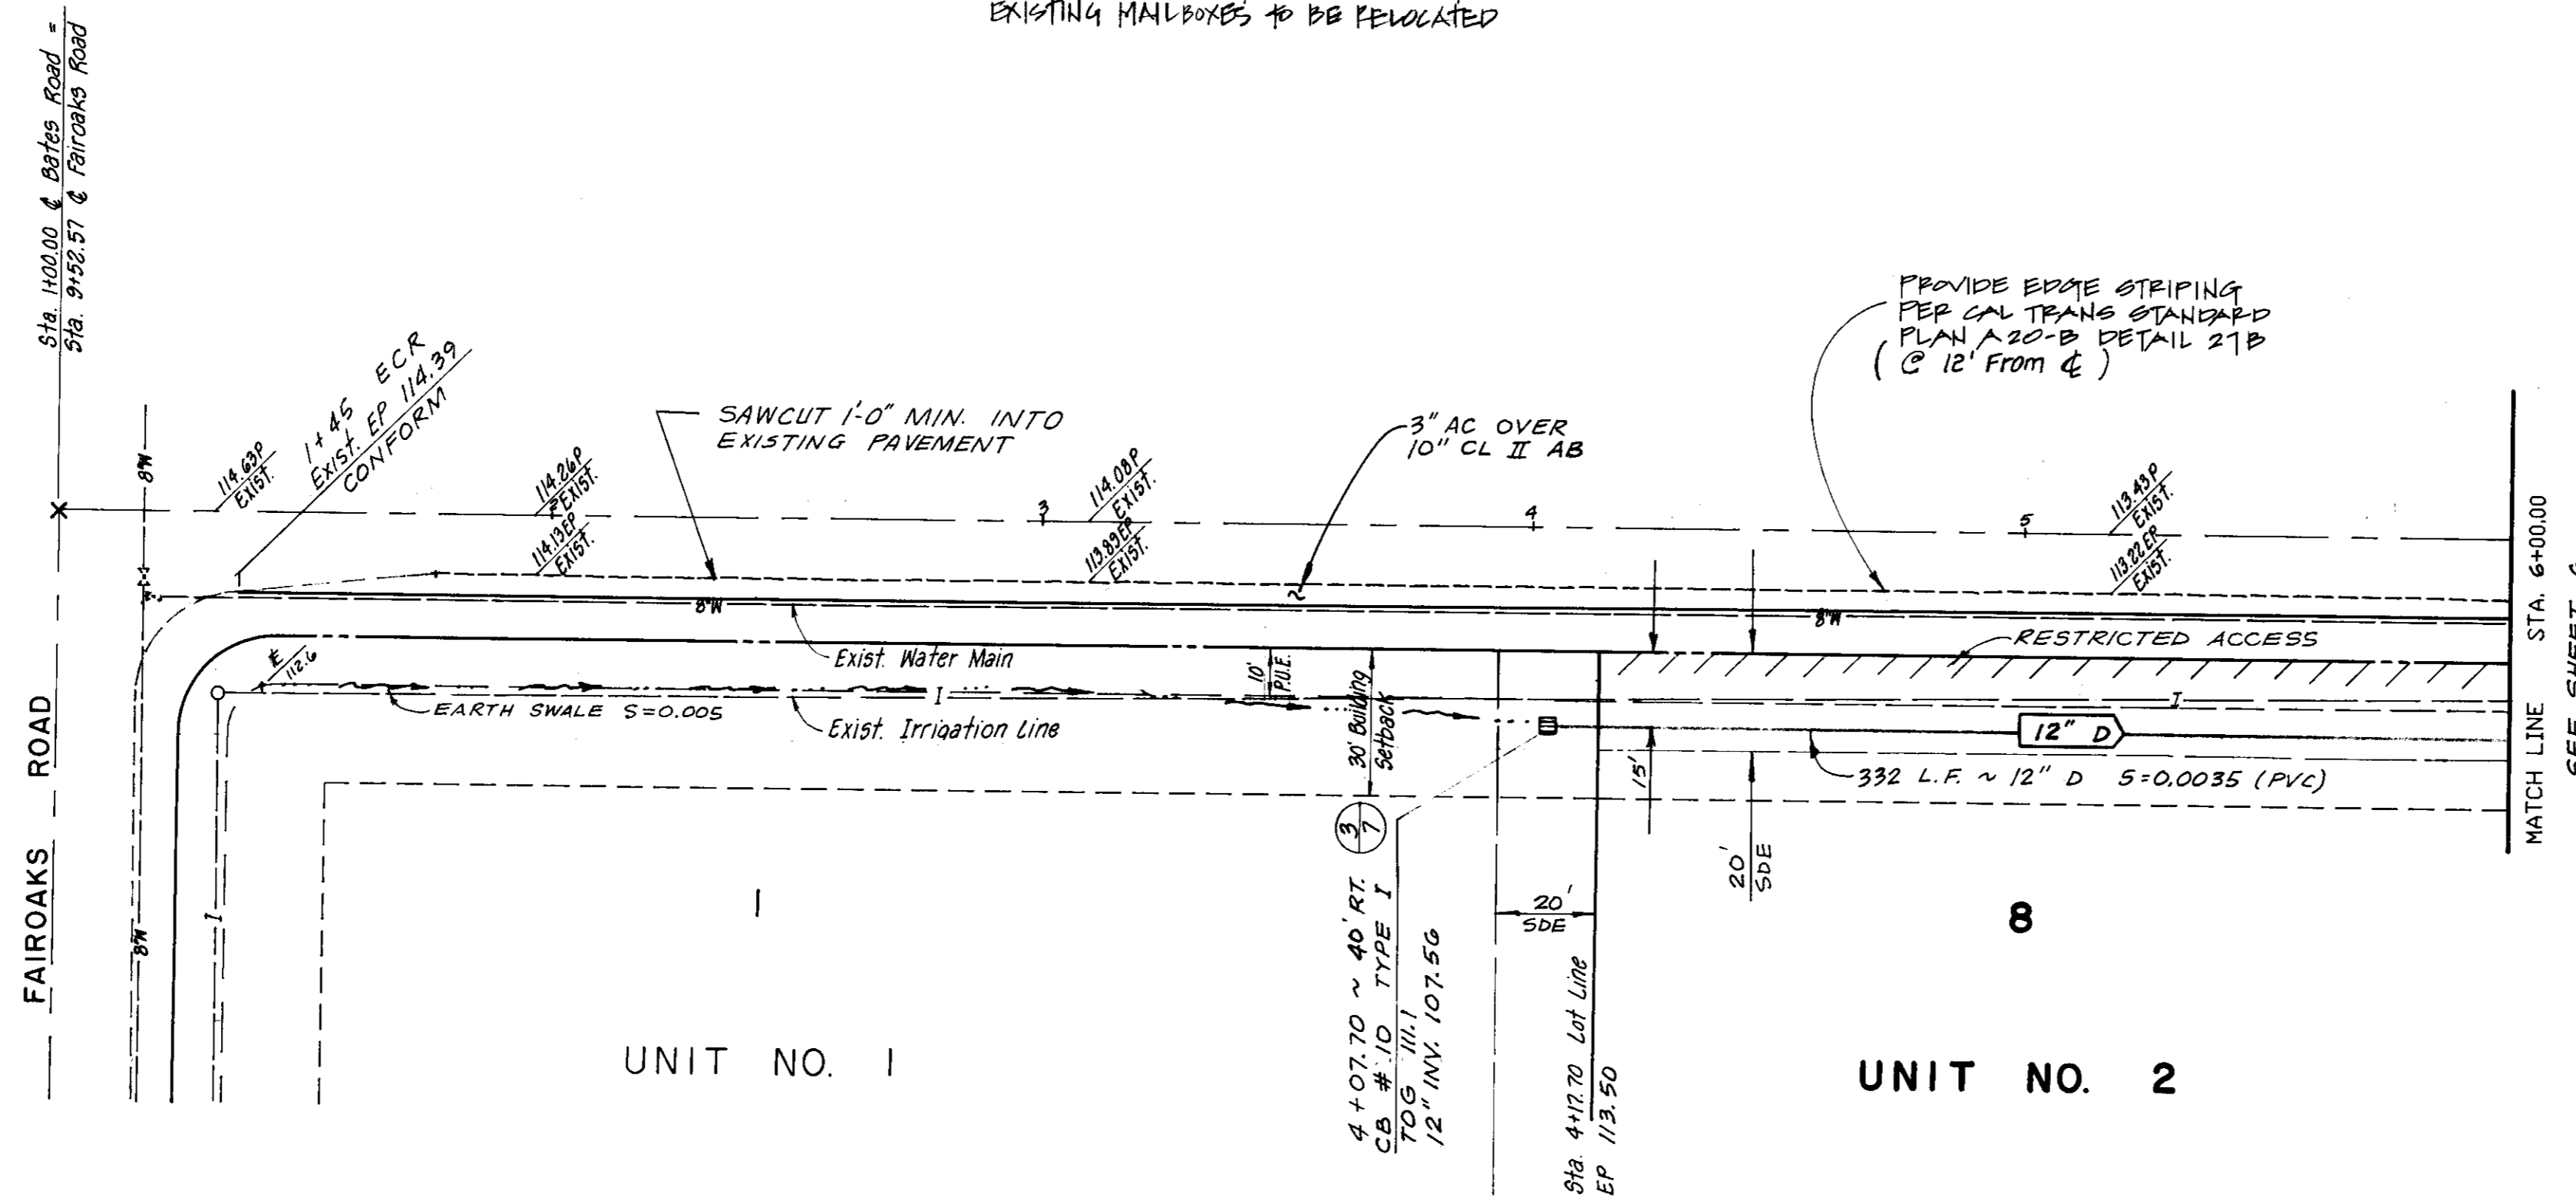 EXISTING MAILBOXES TO BE RELOCATED
Sta. 1+00.00 ℄ Bates Road =
Sta. 9+52.57 ℄ Fairoaks Road
PROVIDE EDGE STRIPING
PER CAL TRANS STANDARD
PLAN A20-B DETAIL 27B
( @ 12' From ℄ )
1+45 ECR
Exist. EP 114.39
CONFORM
SAWCUT 1'-0" MIN. INTO
EXISTING PAVEMENT
3" AC OVER
10" CL II AB
8"W
114.63P
EXIST.
114.26P
EXIST.
114.08P
EXIST.
113.43P
EXIST.
2
3
4
5
114.13EP
EXIST.
113.89EP
EXIST.
113.22EP
EXIST.
8"W
8"W
RESTRICTED ACCESS
Exist. Water Main
112.6
10'
P.U.E.
30' Building
Setback
I
I
EARTH SWALE S=0.005
Exist. Irrigation Line
12" D
332 L.F. ~ 12" D S=0.0035 (PVC)
15'
20'
SDE
MATCH LINE STA. 6+00.00
SEE SHEET
FAIROAKS ROAD
8"W
I
3
7
1
20'
SDE
8
4+07.70 ~ 40' RT.
CB # 10 TYPE I
TOG 111.1
12" INV. 107.56
Sta. 4+17.70 Lot Line
EP 113.50
UNIT NO. 1
UNIT NO. 2